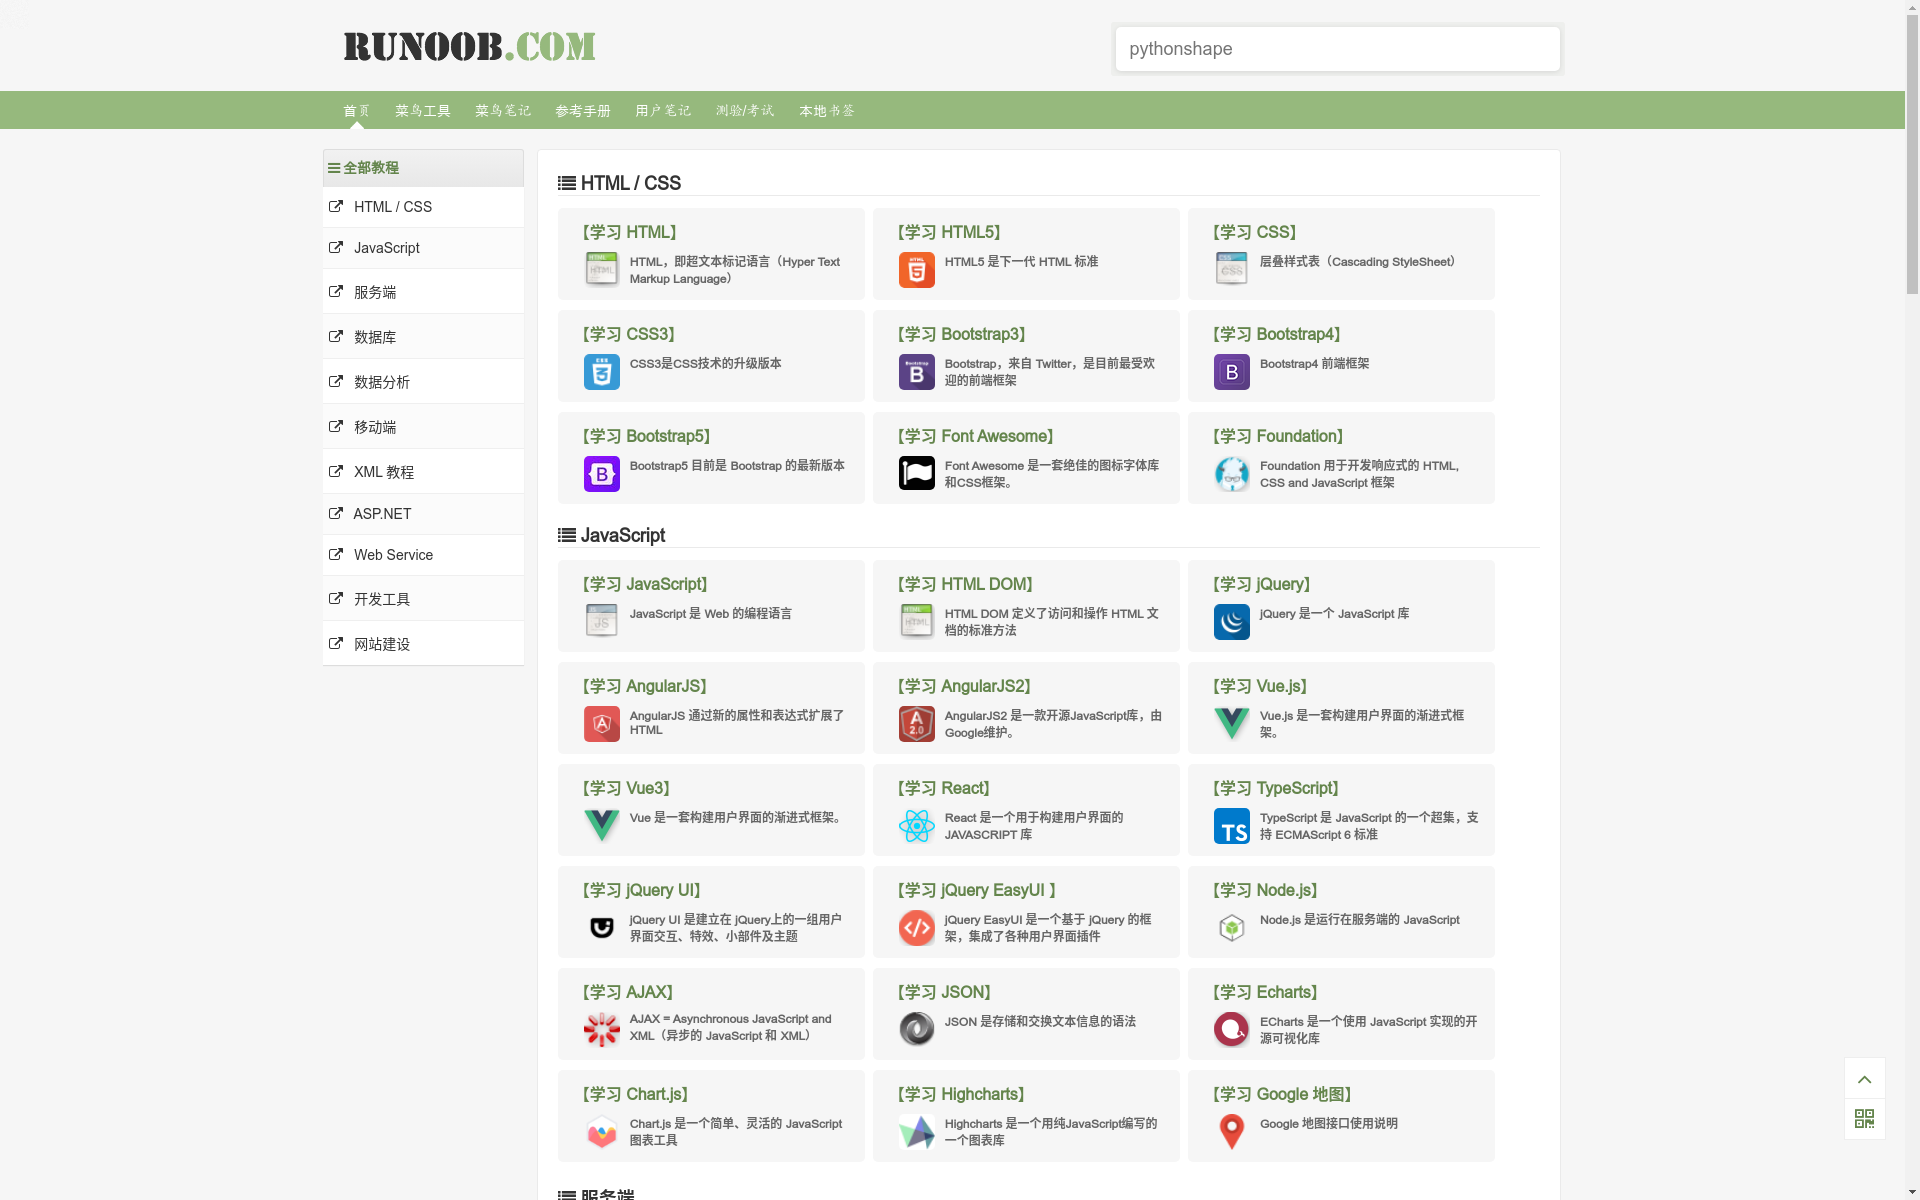 RUNOOB.COM
pythonshape
首页 菜鸟工具 菜鸟笔记 参考手册 用户笔记 测验/考试 本地书签
全部教程
HTML / CSS
JavaScript
服务端
数据库
数据分析
移动端
XML 教程
ASP.NET
Web Service
开发工具
网站建设
HTML / CSS
【学习 HTML】
HTML，即超文本标记语言（Hyper Text
Markup Language）
【学习 HTML5】
HTML5 是下一代 HTML 标准
【学习 CSS】
层叠样式表（Cascading StyleSheet）
【学习 CSS3】
CSS3是CSS技术的升级版本
【学习 Bootstrap3】
Bootstrap，来自 Twitter，是目前最受欢
迎的前端框架
【学习 Bootstrap4】
Bootstrap4 前端框架
【学习 Bootstrap5】
Bootstrap5 目前是 Bootstrap 的最新版本
【学习 Font Awesome】
Font Awesome 是一套绝佳的图标字体库
和CSS框架。
【学习 Foundation】
Foundation 用于开发响应式的 HTML,
CSS and JavaScript 框架
JavaScript
【学习 JavaScript】
JavaScript 是 Web 的编程语言
【学习 HTML DOM】
HTML DOM 定义了访问和操作 HTML 文
档的标准方法
【学习 jQuery】
jQuery 是一个 JavaScript 库
【学习 AngularJS】
AngularJS 通过新的属性和表达式扩展了
HTML
【学习 AngularJS2】
AngularJS2 是一款开源JavaScript库，由
Google维护。
【学习 Vue.js】
Vue.js 是一套构建用户界面的渐进式框
架。
【学习 Vue3】
Vue 是一套构建用户界面的渐进式框架。
【学习 React】
React 是一个用于构建用户界面的
JAVASCRIPT 库
【学习 TypeScript】
TypeScript 是 JavaScript 的一个超集，支
持 ECMAScript 6 标准
【学习 jQuery UI】
jQuery UI 是建立在 jQuery上的一组用户
界面交互、特效、小部件及主题
【学习 jQuery EasyUI 】
jQuery EasyUI 是一个基于 jQuery 的框
架，集成了各种用户界面插件
【学习 Node.js】
Node.js 是运行在服务端的 JavaScript
【学习 AJAX】
AJAX = Asynchronous JavaScript and
XML（异步的 JavaScript 和 XML）
【学习 JSON】
JSON 是存储和交换文本信息的语法
【学习 Echarts】
ECharts 是一个使用 JavaScript 实现的开
源可视化库
【学习 Chart.js】
Chart.js 是一个简单、灵活的 JavaScript
图表工具
【学习 Highcharts】
Highcharts 是一个用纯JavaScript编写的
一个图表库
【学习 Google 地图】
Google 地图接口使用说明
服务端